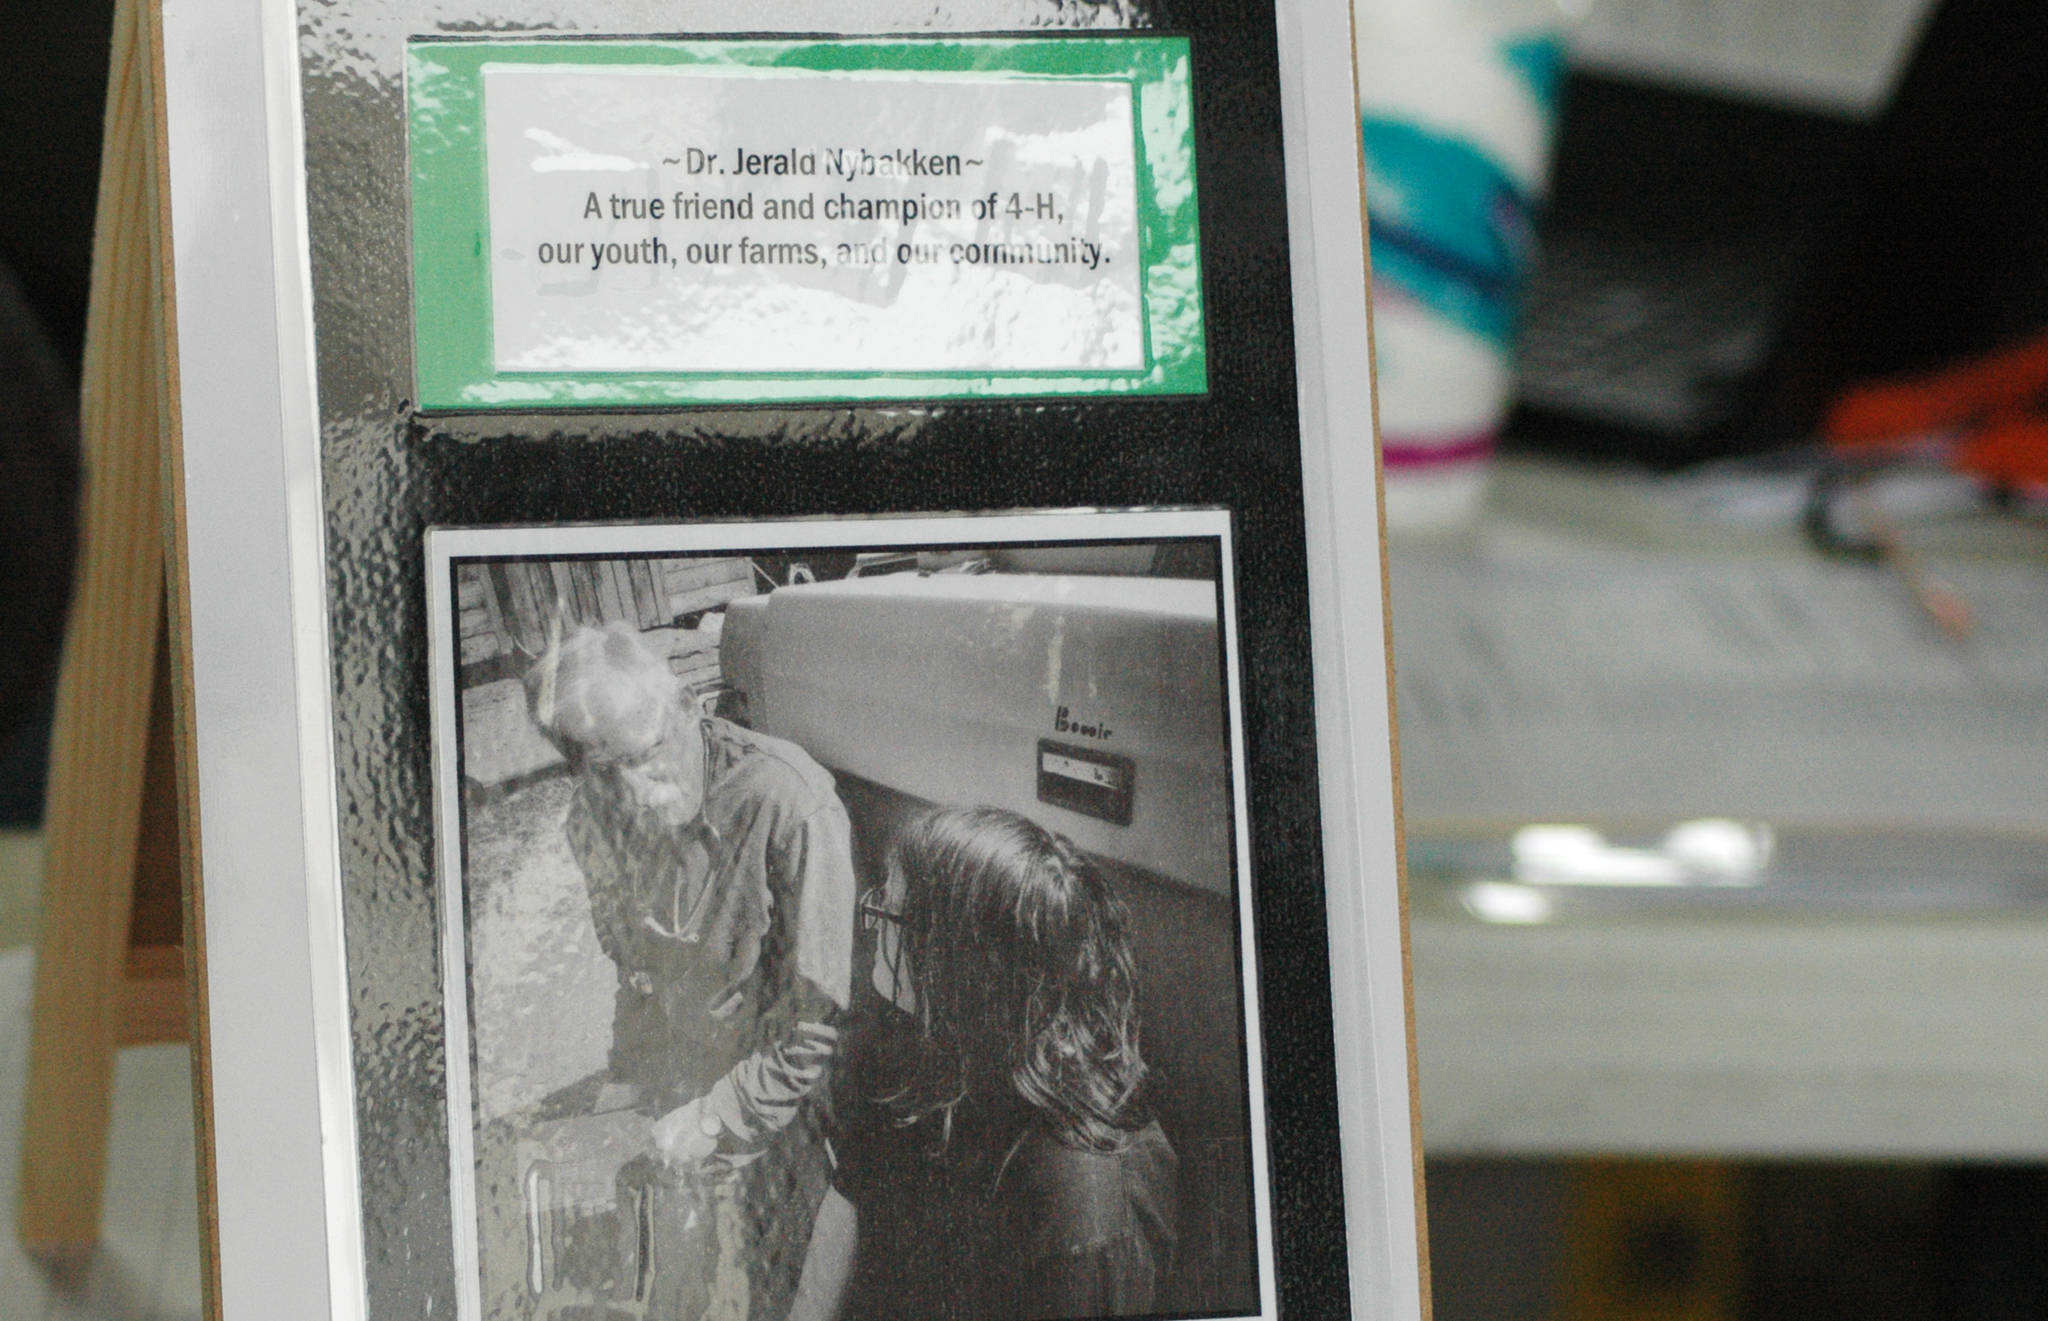 ~Dr. Jerald Nybakken~
A true friend and champion of 4-H,
our youth, our farms, and our community.